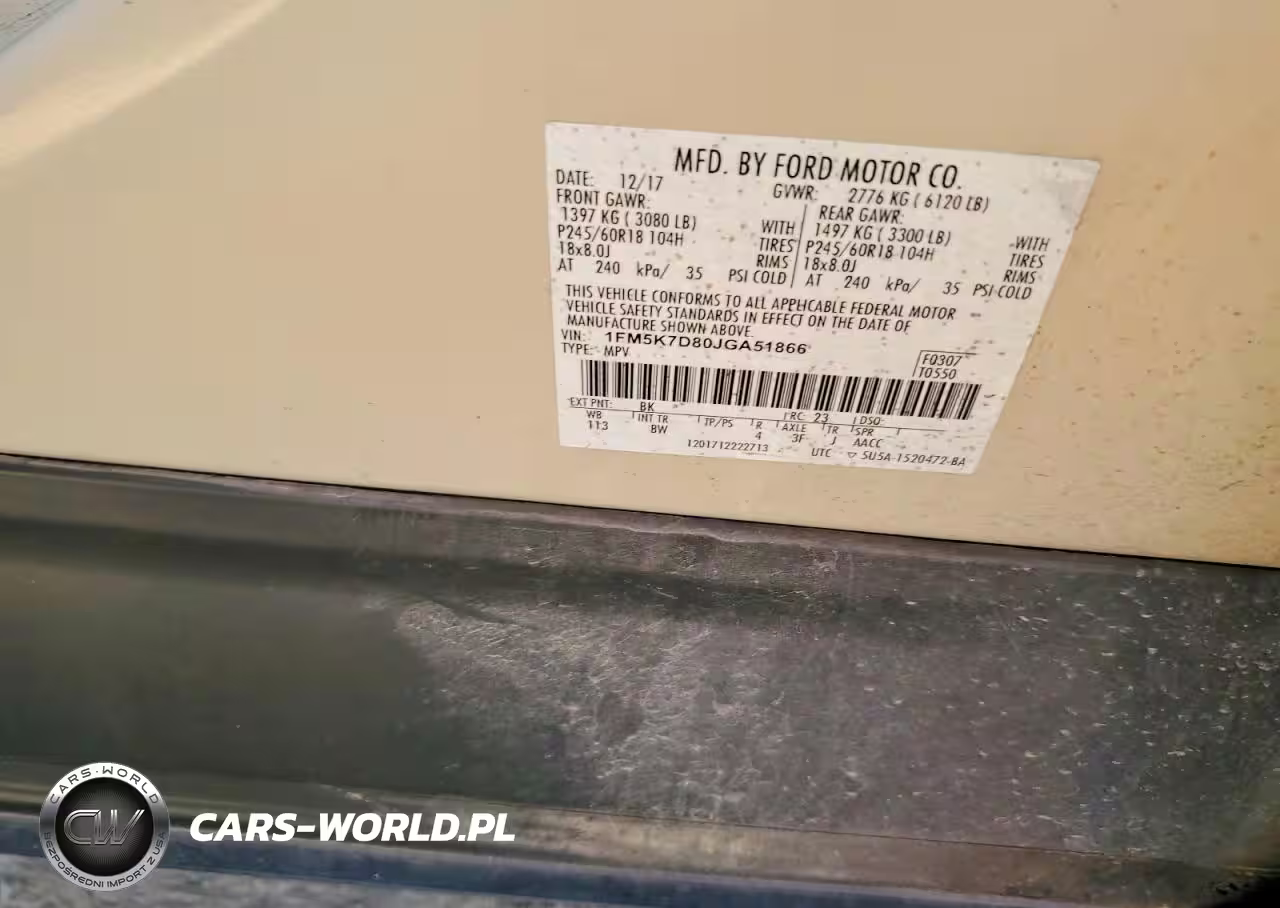 MFD. BY FORD MOTOR CO.
DATE: 12/17 GVWR: 2776 KG ( 6120 LB)
FRONT GAWR: REAR GAWR:
1397 KG ( 3080 LB) WITH 1497 KG ( 3300 LB) WITH
P245/60R18 104H TIRES P245/60R18 104H TIRES
18x8.0J RIMS 18x8.0J RIMS
AT 240 kPa/ 35 PSI COLD AT 240 kPa/ 35 PSI COLD
THIS VEHICLE CONFORMS TO ALL APPLICABLE FEDERAL MOTOR
VEHICLE SAFETY STANDARDS IN EFFECT ON THE DATE OF
MANUFACTURE SHOWN ABOVE.
VIN: 1FM5K7D80JGA51866
TYPE: MPV
F0307
T0550
EXT PNT: BK RC: 23 DSO:
WB INT TR TP/PS R AXLE TR SPR
113 BW 4 3F J AACC
1201712222713 UTC ▽ 5U5A-1520472-BA
CARS-WORLD
CW
BEZPOŚREDNI IMPORT Z USA
CARS-WORLD.PL